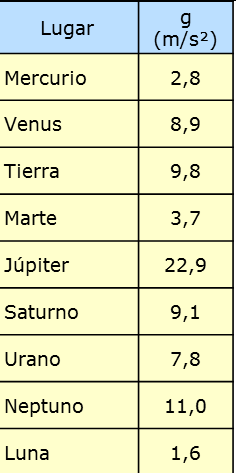 Lugar g (m/s²)
Mercurio 2,8
Venus 8,9
Tierra 9,8
Marte 3,7
Júpiter 22,9
Saturno 9,1
Urano 7,8
Neptuno 11,0
Luna 1,6